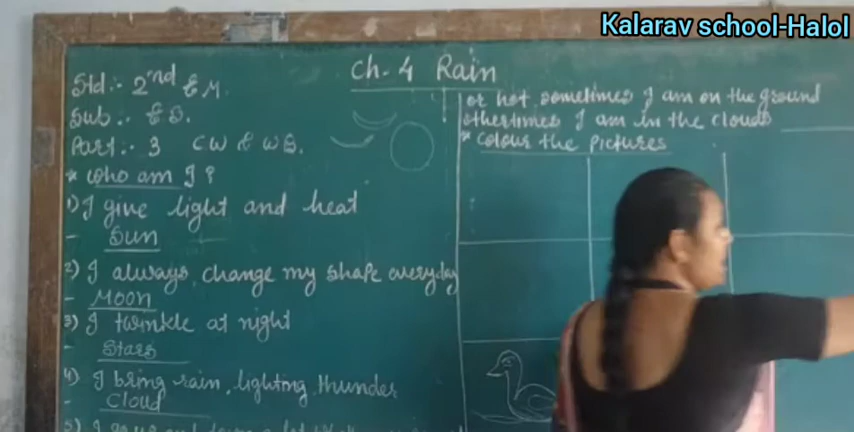 Kalarav school-Halol
Ch-4 Rain
Std:- 2nd E.M.
Sub:- E.S.
Part:- 3 CW & WS.
* Who am I?
1) I give light and heat
- Sun
2) I always change my shape everyday
- Moon
3) I twinkle at night
- Stars
4) I bring rain, lighting, thunder
- Cloud
5) I
or hot sometimes I am on the ground
othertimes I am in the clouds
* Colour the pictures